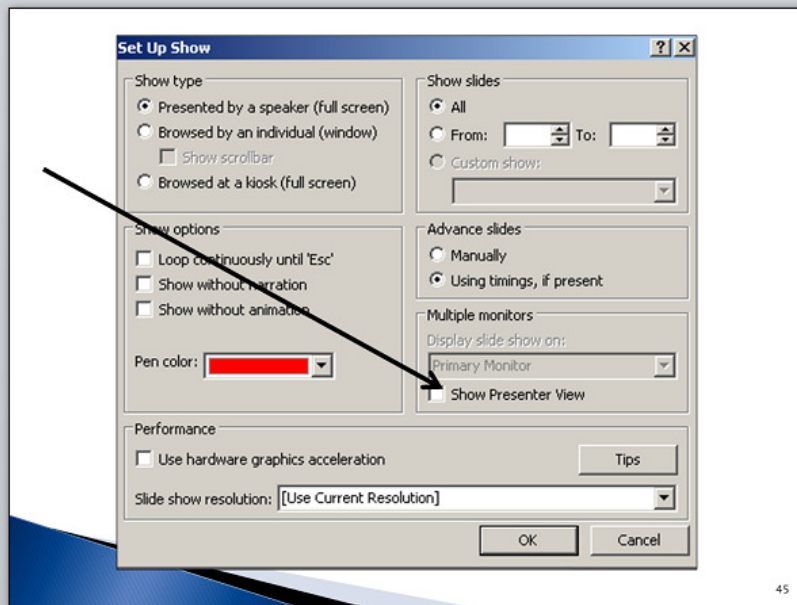 Set Up Show
Show type
Presented by a speaker (full screen)
Browsed by an individual (window)
Show scrollbar
Browsed at a kiosk (full screen)
Show slides
All
From: To:
Custom show:
Show options
Loop continuously until 'Esc'
Show without narration
Show without animation
Pen color:
Advance slides
Manually
Using timings, if present
Multiple monitors
Display slide show on:
Primary Monitor
Show Presenter View
Performance
Use hardware graphics acceleration
Tips
Slide show resolution: [Use Current Resolution]
OK Cancel
45